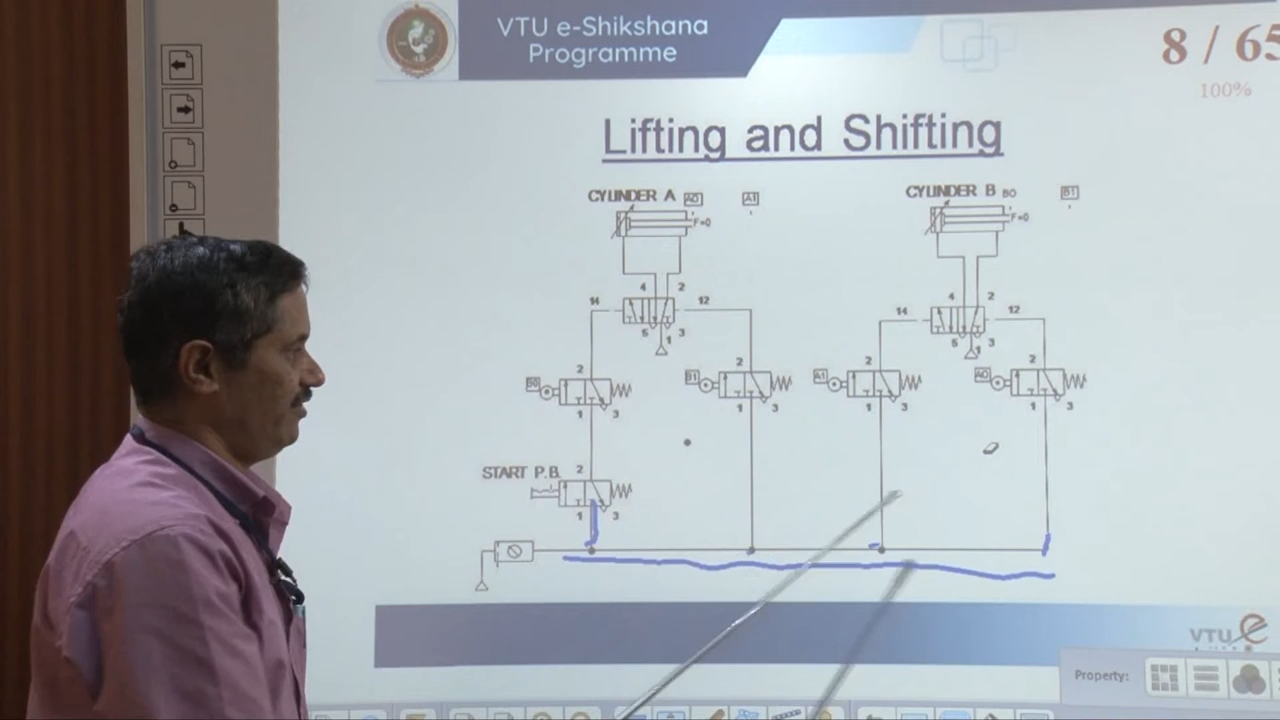 VTU e-Shikshana
Programme
8 / 65
100%
Lifting and Shifting
CYLINDER A A0 A1
F=0
CYLINDER B B0 B1
F=0
4 2
14 12
5 3
1
4 2
14 12
5 3
1
2
B0
1 3
2
B1
1 3
2
A1
1 3
2
A0
1 3
START P.B. 2
1 3
VTU e
Property: